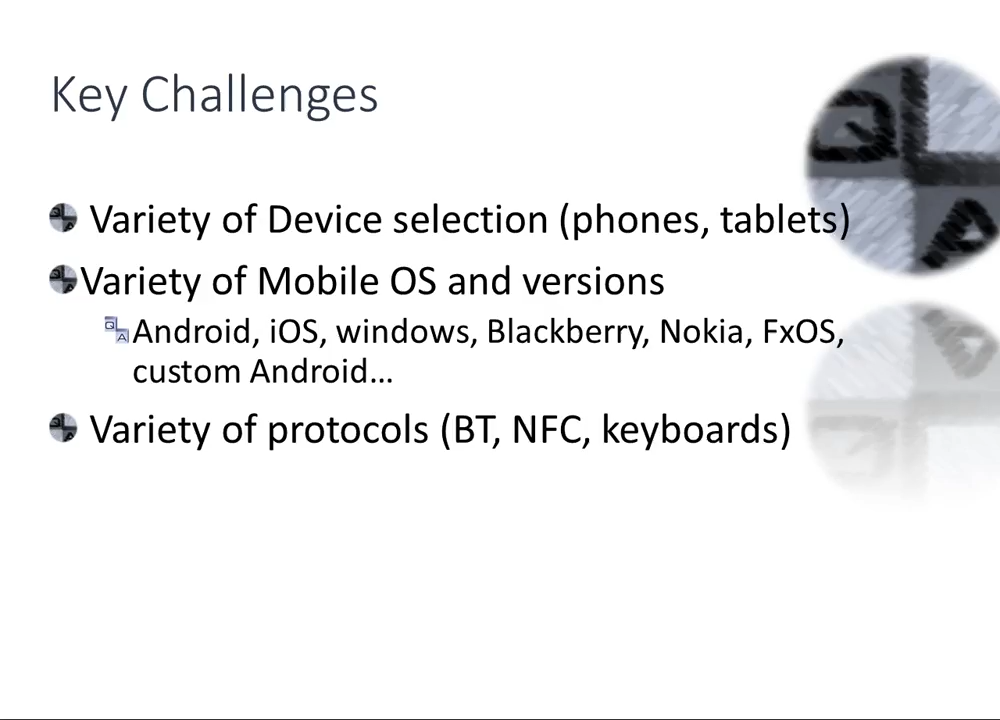 Key Challenges
Variety of Device selection (phones, tablets)
Variety of Mobile OS and versions
Android, iOS, windows, Blackberry, Nokia, FxOS,
custom Android...
Variety of protocols (BT, NFC, keyboards)